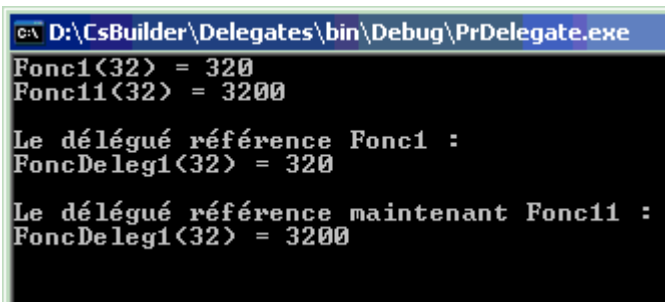 D:\CsBuilder\Delegates\bin\Debug\PrDelegate.exe
Fonc1(32) = 320
Fonc11(32) = 3200
Le délégué référence Fonc1 :
FoncDeleg1(32) = 320
Le délégué référence maintenant Fonc11 :
FoncDeleg1(32) = 3200